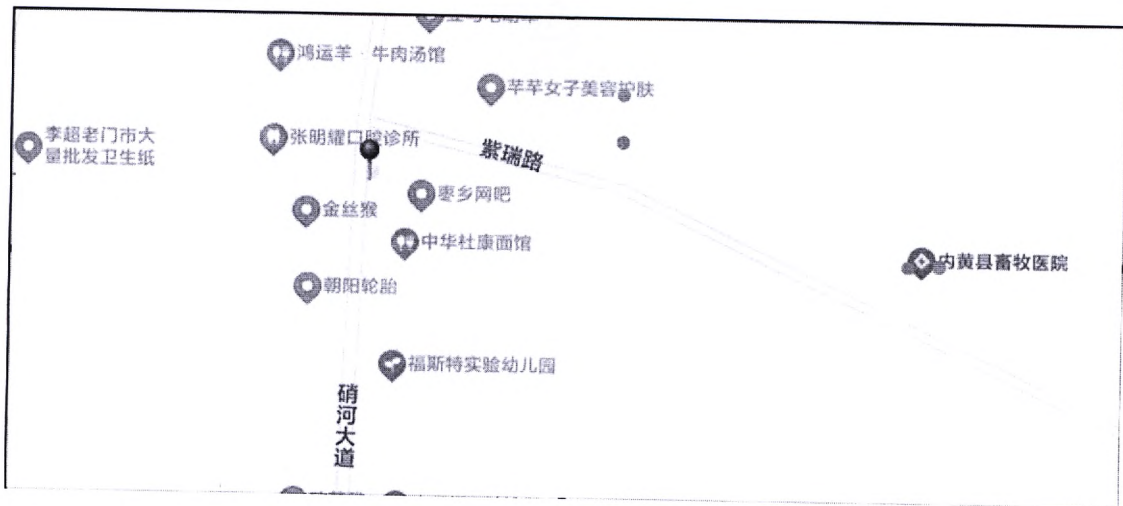 鸿运羊·牛肉汤馆
芊芊女子美容护肤
李超老门市大
量批发卫生纸
张明耀口腔诊所
紫瑞路
枣乡网吧
金丝猴
中华杜康面馆
内黄县畜牧医院
朝阳轮胎
福斯特实验幼儿园
硝河大道